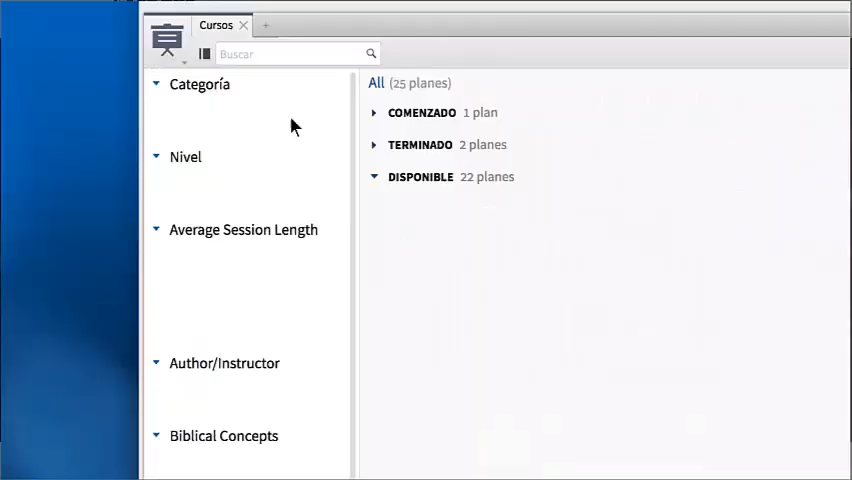 Cursos
Buscar
Categoría
Nivel
Average Session Length
Author/Instructor
Biblical Concepts
All (25 planes)
COMENZADO 1 plan
TERMINADO 2 planes
DISPONIBLE 22 planes